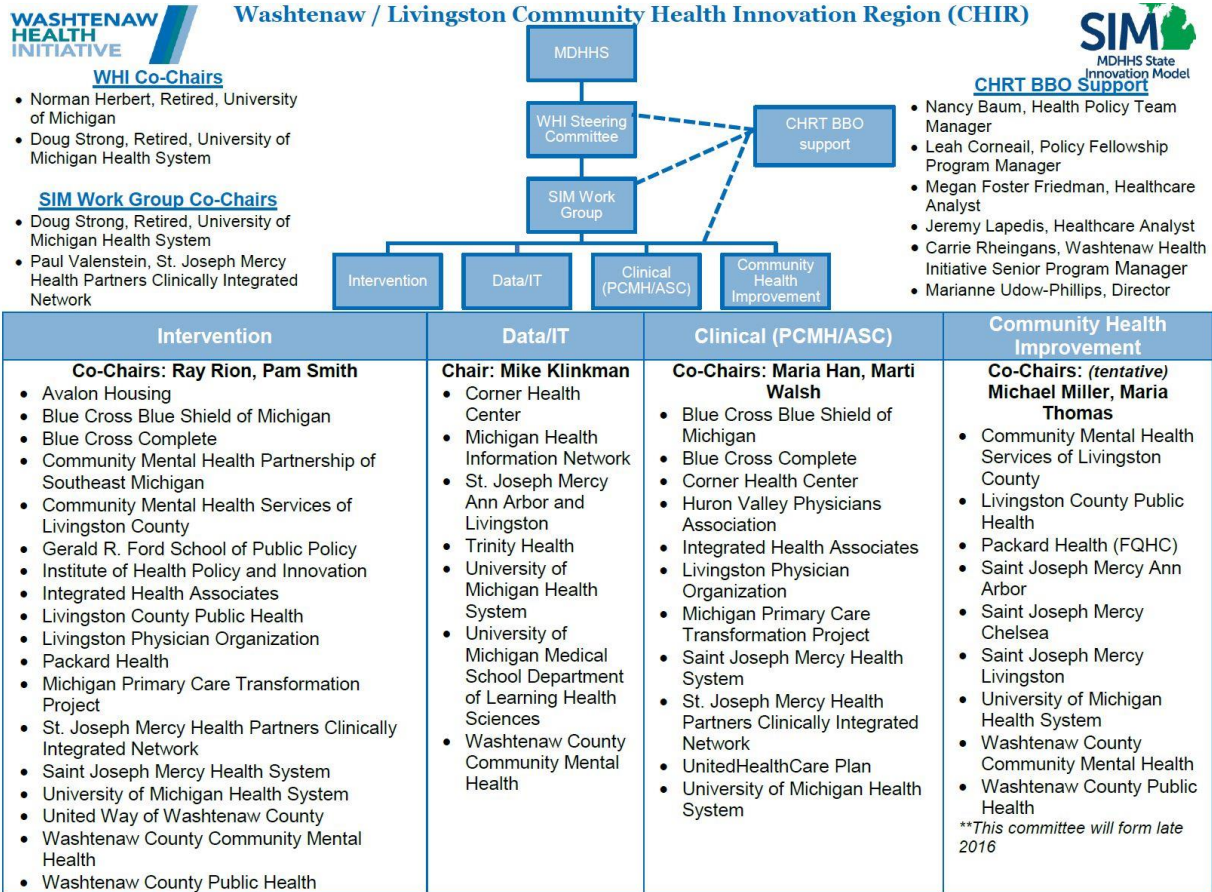 Washtenaw / Livingston Community Health Innovation Region (CHIR)
WASHTENAW
HEALTH
INITIATIVE
SIM
MDHHS State
Innovation Model
WHI Co-Chairs
• Norman Herbert, Retired, University
of Michigan
• Doug Strong, Retired, University of
Michigan Health System
SIM Work Group Co-Chairs
• Doug Strong, Retired, University of
Michigan Health System
• Paul Valenstein, St. Joseph Mercy
Health Partners Clinically Integrated
Network
MDHHS
WHI Steering
Committee
CHRT BBO
support
SIM Work
Group
Intervention
Data/IT
Clinical
(PCMH/ASC)
Community
Health
Improvement
CHRT BBO Support
• Nancy Baum, Health Policy Team
Manager
• Leah Corneail, Policy Fellowship
Program Manager
• Megan Foster Friedman, Healthcare
Analyst
• Jeremy Lapedis, Healthcare Analyst
• Carrie Rheingans, Washtenaw Health
Initiative Senior Program Manager
• Marianne Udow-Phillips, Director
Intervention
Co-Chairs: Ray Rion, Pam Smith
• Avalon Housing
• Blue Cross Blue Shield of Michigan
• Blue Cross Complete
• Community Mental Health Partnership of
Southeast Michigan
• Community Mental Health Services of
Livingston County
• Gerald R. Ford School of Public Policy
• Institute of Health Policy and Innovation
• Integrated Health Associates
• Livingston County Public Health
• Livingston Physician Organization
• Packard Health
• Michigan Primary Care Transformation
Project
• St. Joseph Mercy Health Partners Clinically
Integrated Network
• Saint Joseph Mercy Health System
• University of Michigan Health System
• United Way of Washtenaw County
• Washtenaw County Community Mental
Health
• Washtenaw County Public Health
Data/IT
Chair: Mike Klinkman
• Corner Health
Center
• Michigan Health
Information Network
• St. Joseph Mercy
Ann Arbor and
Livingston
• Trinity Health
• University of
Michigan Health
System
• University of
Michigan Medical
School Department
of Learning Health
Sciences
• Washtenaw County
Community Mental
Health
Clinical (PCMH/ASC)
Co-Chairs: Maria Han, Marti
Walsh
• Blue Cross Blue Shield of
Michigan
• Blue Cross Complete
• Corner Health Center
• Huron Valley Physicians
Association
• Integrated Health Associates
• Livingston Physician
Organization
• Michigan Primary Care
Transformation Project
• Saint Joseph Mercy Health
System
• St. Joseph Mercy Health
Partners Clinically Integrated
Network
• UnitedHealthCare Plan
• University of Michigan Health
System
Community Health
Improvement
Co-Chairs: (tentative)
Michael Miller, Maria
Thomas
• Community Mental Health
Services of Livingston
County
• Livingston County Public
Health
• Packard Health (FQHC)
• Saint Joseph Mercy Ann
Arbor
• Saint Joseph Mercy
Chelsea
• Saint Joseph Mercy
Livingston
• University of Michigan
Health System
• Washtenaw County
Community Mental Health
• Washtenaw County Public
Health
**This committee will form late
2016